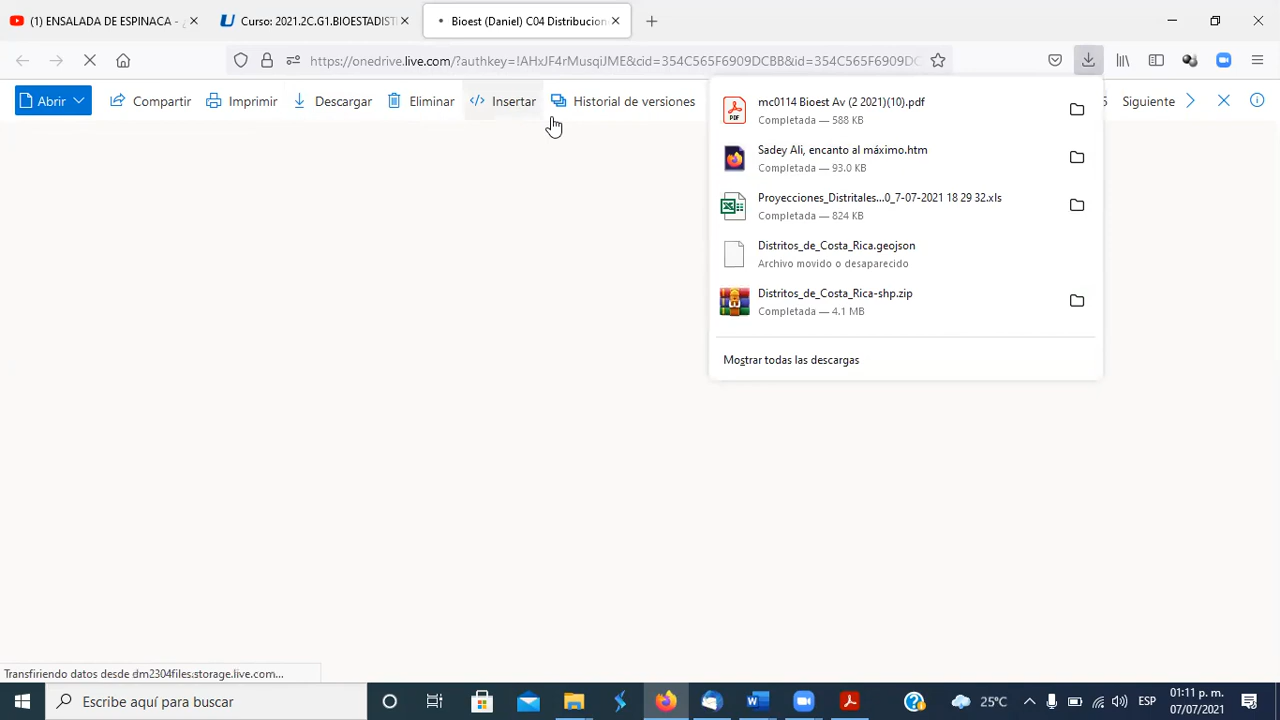 (1) ENSALADA DE ESPINACA - ¿
Curso: 2021.2C.G1.BIOESTADIST
Bioest (Daniel) C04 Distribucion
https://onedrive.live.com/?authkey=!AHxJF4rMusqiJME&cid=354C565F6909DCBB&id=354C565F6909DC
Abrir
Compartir
Imprimir
Descargar
Eliminar
Insertar
Historial de versiones
5
Siguiente
mc0114 Bioest Av (2 2021)(10).pdf
Completada — 588 KB
Sadey Ali, encanto al máximo.htm
Completada — 93.0 KB
Proyecciones_Distritales...0_7-07-2021 18 29 32.xls
Completada — 824 KB
Distritos_de_Costa_Rica.geojson
Archivo movido o desaparecido
Distritos_de_Costa_Rica-shp.zip
Completada — 4.1 MB
Mostrar todas las descargas
Transfiriendo datos desde dm2304files.storage.live.com...
Escribe aquí para buscar
25°C
ESP
01:11 p. m.
07/07/2021